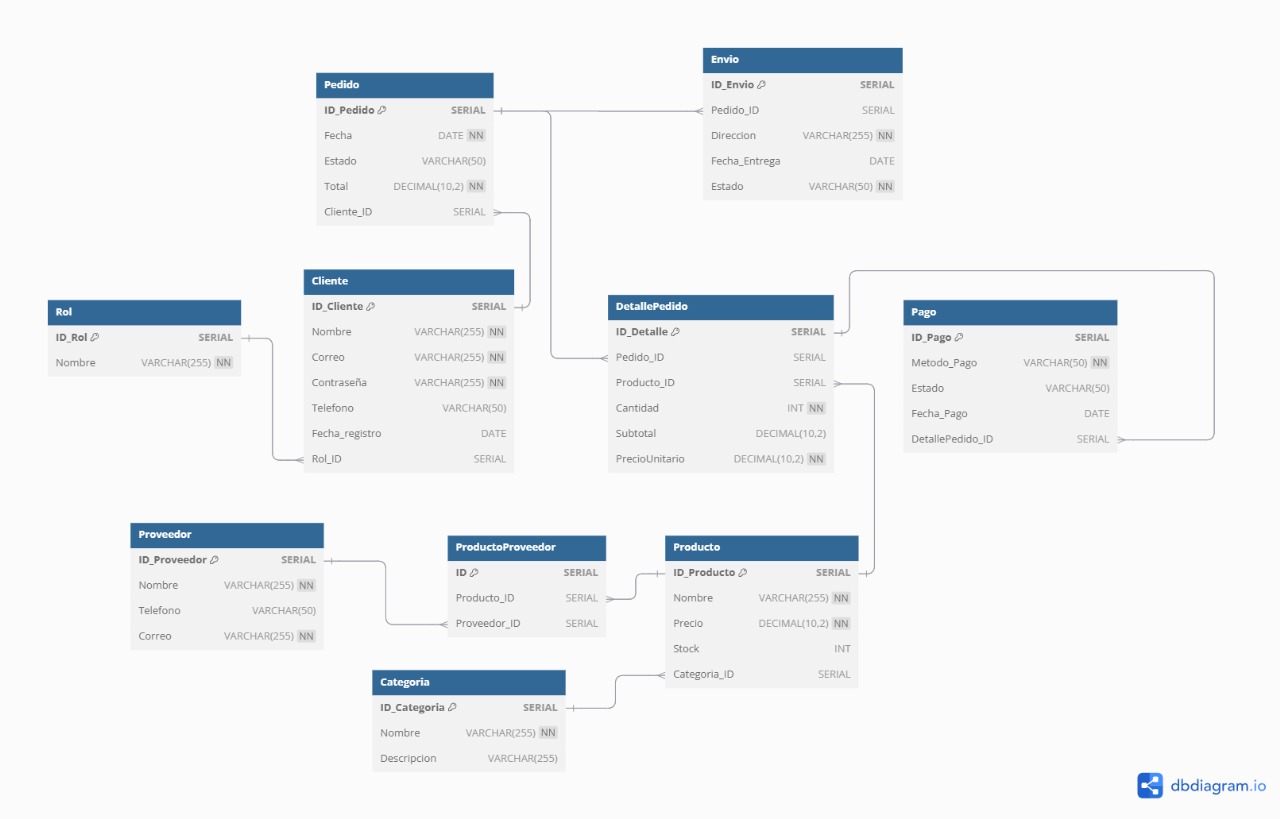 Pedido
ID_Pedido SERIAL
Fecha DATE NN
Estado VARCHAR(50)
Total DECIMAL(10,2) NN
Cliente_ID SERIAL
Envio
ID_Envio SERIAL
Pedido_ID SERIAL
Direccion VARCHAR(255) NN
Fecha_Entrega DATE
Estado VARCHAR(50) NN
Rol
ID_Rol SERIAL
Nombre VARCHAR(255) NN
Cliente
ID_Cliente SERIAL
Nombre VARCHAR(255) NN
Correo VARCHAR(255) NN
Contraseña VARCHAR(255) NN
Telefono VARCHAR(50)
Fecha_registro DATE
Rol_ID SERIAL
DetallePedido
ID_Detalle SERIAL
Pedido_ID SERIAL
Producto_ID SERIAL
Cantidad INT NN
Subtotal DECIMAL(10,2)
PrecioUnitario DECIMAL(10,2) NN
Pago
ID_Pago SERIAL
Metodo_Pago VARCHAR(50) NN
Estado VARCHAR(50)
Fecha_Pago DATE
DetallePedido_ID SERIAL
Proveedor
ID_Proveedor SERIAL
Nombre VARCHAR(255) NN
Telefono VARCHAR(50)
Correo VARCHAR(255) NN
ProductoProveedor
ID SERIAL
Producto_ID SERIAL
Proveedor_ID SERIAL
Producto
ID_Producto SERIAL
Nombre VARCHAR(255) NN
Precio DECIMAL(10,2) NN
Stock INT
Categoria_ID SERIAL
Categoria
ID_Categoria SERIAL
Nombre VARCHAR(255) NN
Descripcion VARCHAR(255)
dbdiagram.io